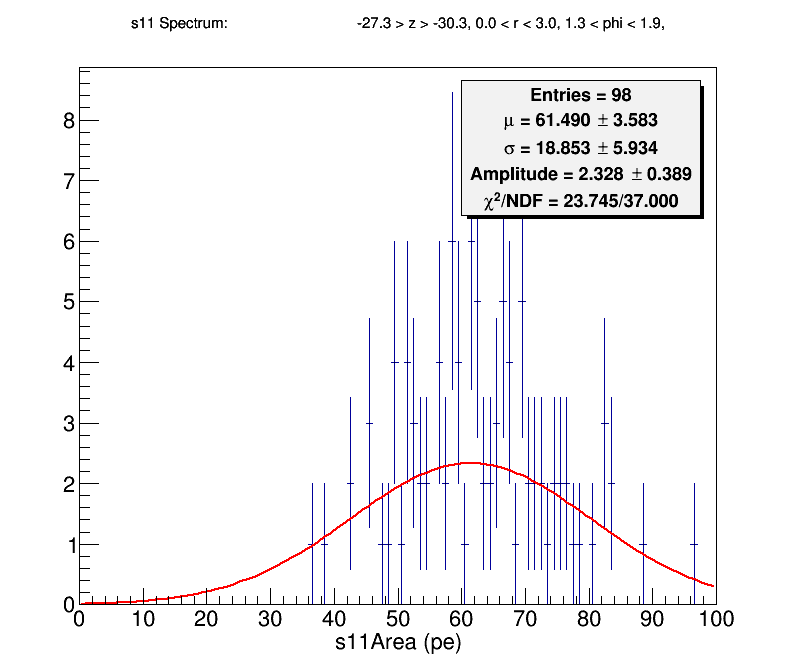 s11 Spectrum: -27.3 > z > -30.3, 0.0 < r < 3.0, 1.3 < phi < 1.9,
Entries = 98
μ = 61.490 ± 3.583
σ = 18.853 ± 5.934
Amplitude = 2.328 ± 0.389
χ²/NDF = 23.745/37.000
8
7
6
5
4
3
2
1
0
0 10 20 30 40 50 60 70 80 90 100
s11Area (pe)